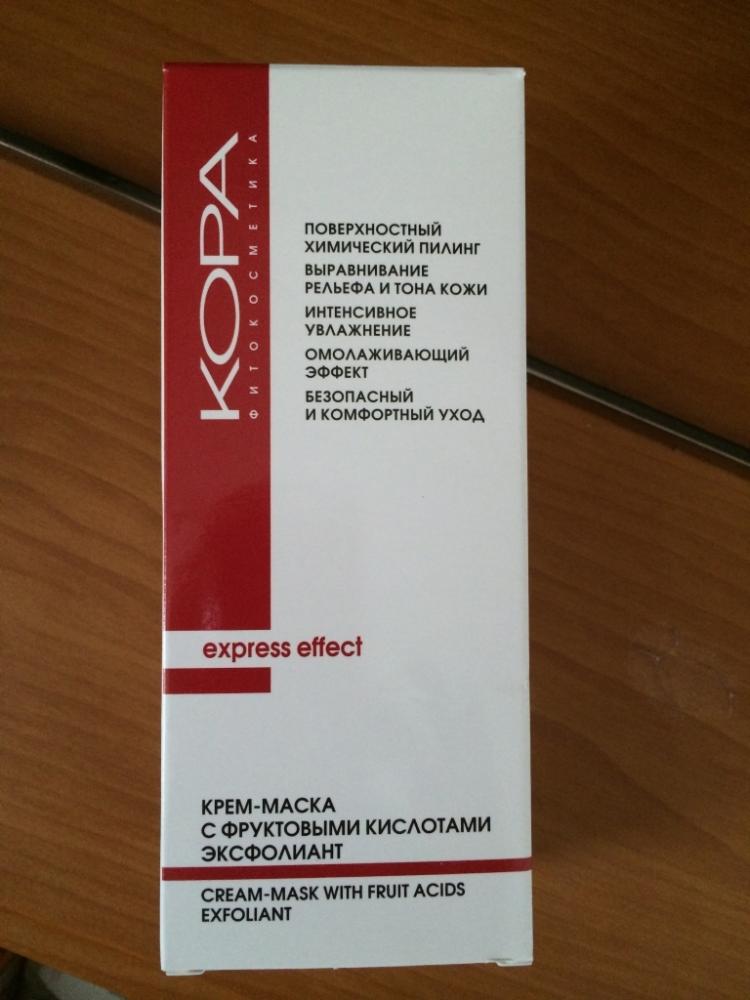 КОРА
ФИТОКОСМЕТИКА
ПОВЕРХНОСТНЫЙ
ХИМИЧЕСКИЙ ПИЛИНГ
ВЫРАВНИВАНИЕ
РЕЛЬЕФА И ТОНА КОЖИ
ИНТЕНСИВНОЕ
УВЛАЖНЕНИЕ
ОМОЛАЖИВАЮЩИЙ
ЭФФЕКТ
БЕЗОПАСНЫЙ
И КОМФОРТНЫЙ УХОД
express effect
КРЕМ-МАСКА
С ФРУКТОВЫМИ КИСЛОТАМИ
ЭКСФОЛИАНТ
CREAM-MASK WITH FRUIT ACIDS
EXFOLIANT